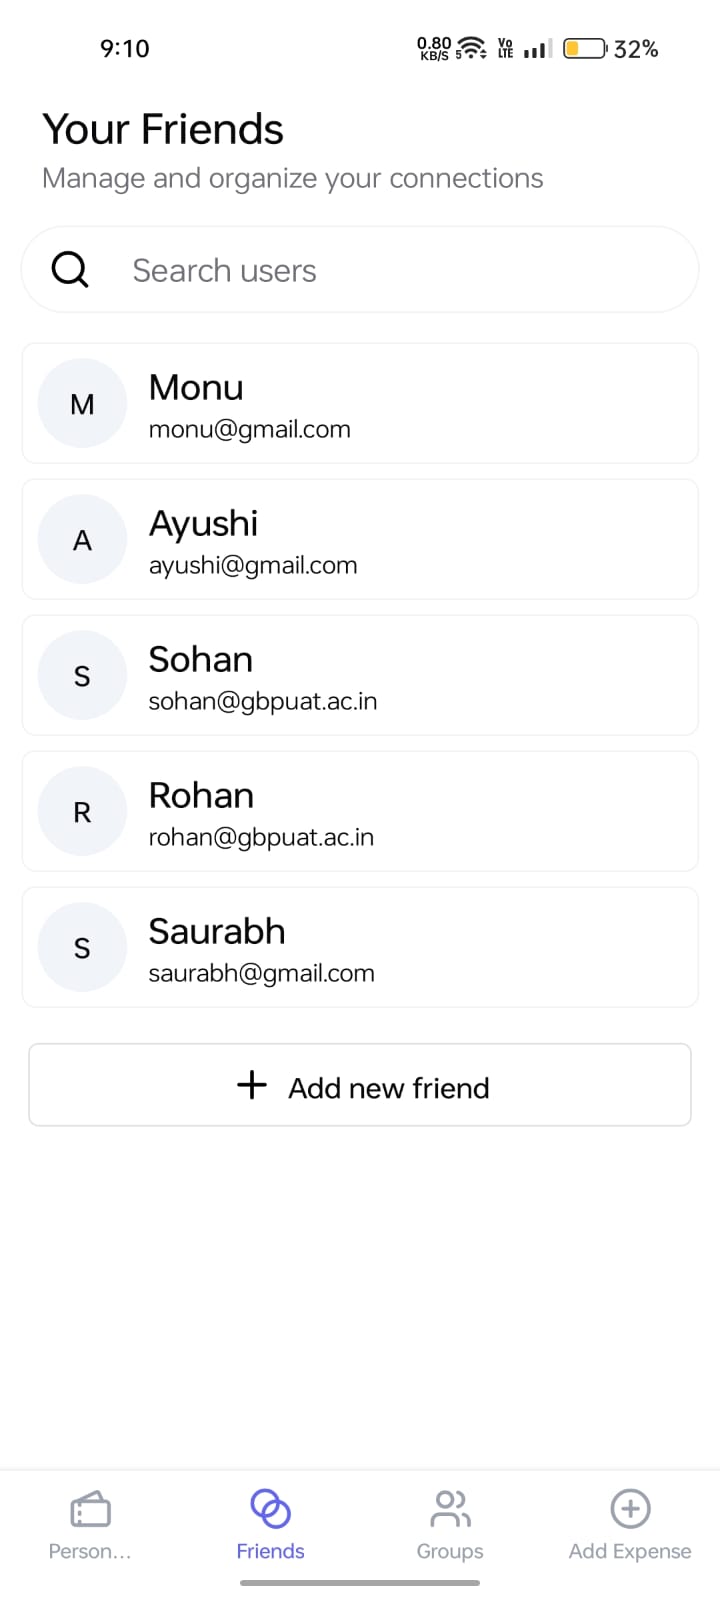 9:10
0.80
KB/S
5
Vo
LTE
32%
Your Friends
Manage and organize your connections
Search users
M
Monu
monu@gmail.com
A
Ayushi
ayushi@gmail.com
S
Sohan
sohan@gbpuat.ac.in
R
Rohan
rohan@gbpuat.ac.in
S
Saurabh
saurabh@gmail.com
Add new friend
Person...
Friends
Groups
Add Expense